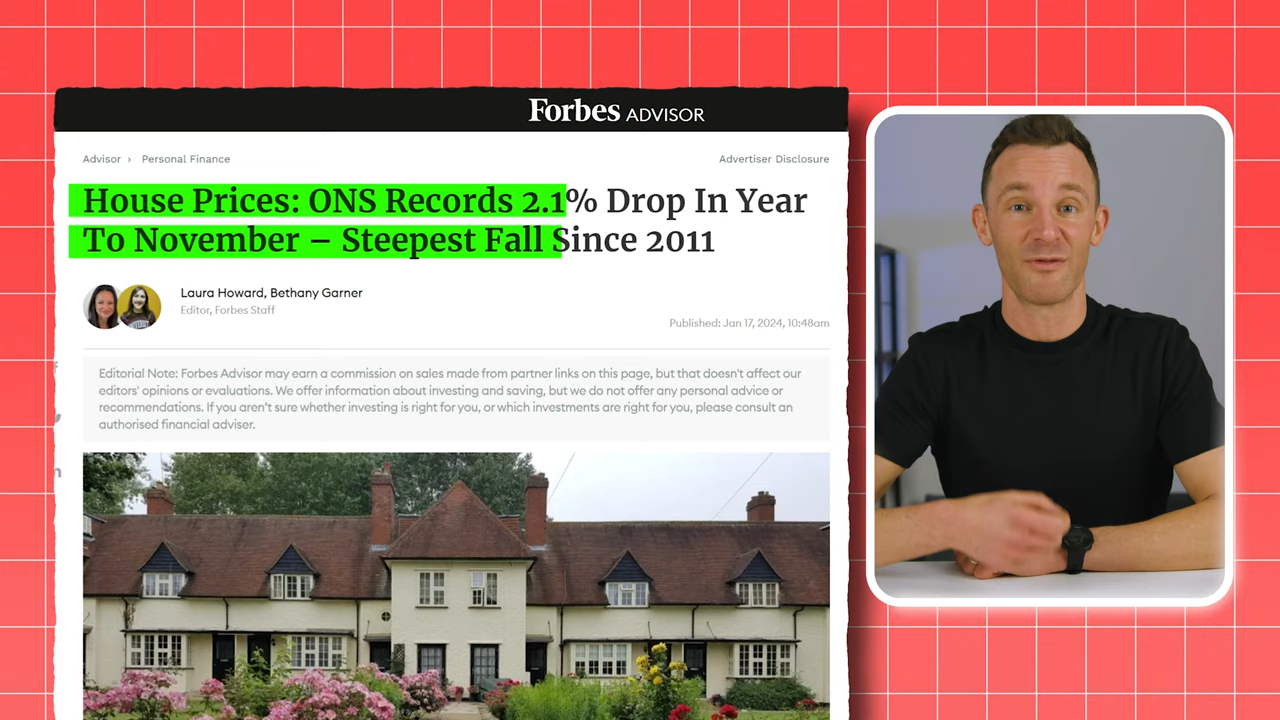 Forbes ADVISOR
Advisor › Personal Finance
Advertiser Disclosure
House Prices: ONS Records 2.1% Drop In Year
To November – Steepest Fall Since 2011
Laura Howard, Bethany Garner
Editor, Forbes Staff
Published: Jan 17, 2024, 10:48am
Editorial Note: Forbes Advisor may earn a commission on sales made from partner links on this page, but that doesn't affect our
editors' opinions or evaluations. We offer information about investing and saving, but we do not offer any personal advice or
recommendations. If you aren't sure whether investing is right for you, or which investments are right for you, please consult an
authorised financial adviser.